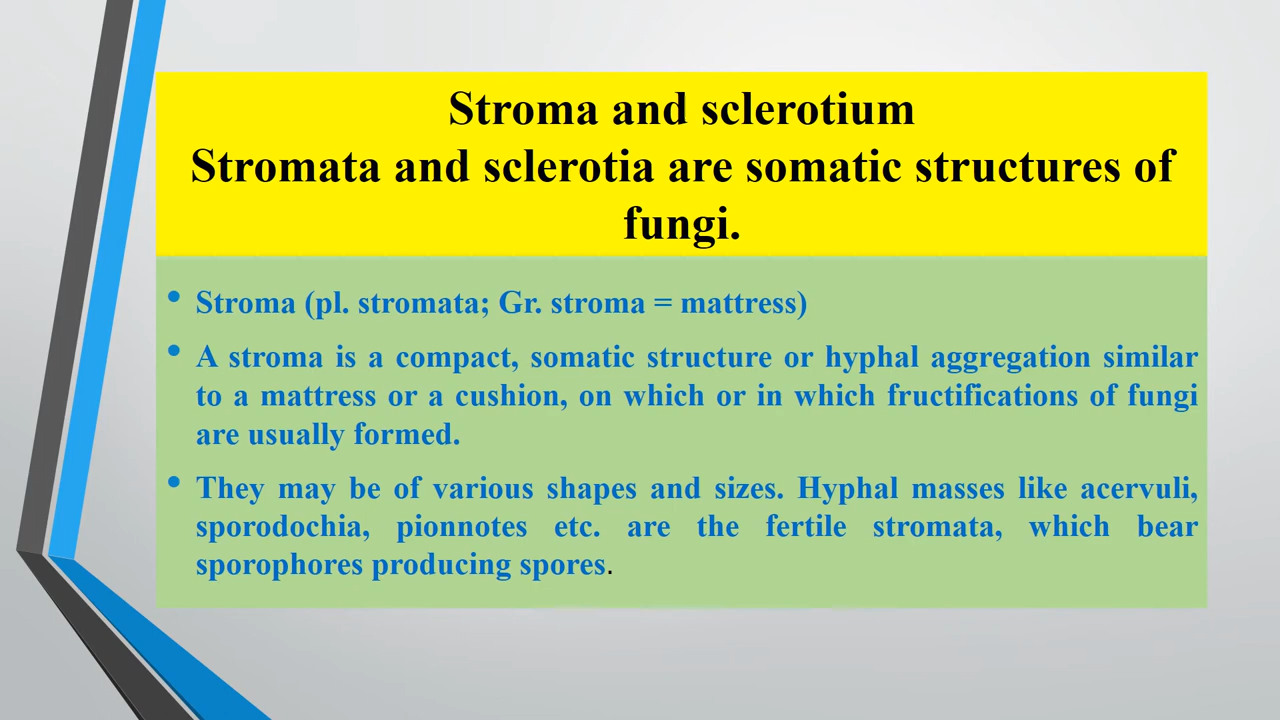 Stroma and sclerotium
Stromata and sclerotia are somatic structures of
fungi.
• Stroma (pl. stromata; Gr. stroma = mattress)
• A stroma is a compact, somatic structure or hyphal aggregation similar
to a mattress or a cushion, on which or in which fructifications of fungi
are usually formed.
• They may be of various shapes and sizes. Hyphal masses like acervuli,
sporodochia, pionnotes etc. are the fertile stromata, which bear
sporophores producing spores.